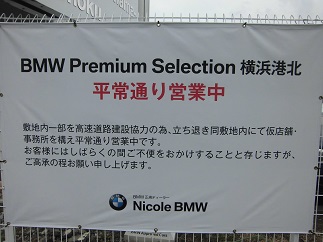 BMW Premium Selection 横浜港北
平常通り営業中
敷地内一部を高速道路建設協力の為、立ち退き同敷地内にて仮店舗・
事務所を構え平常通り営業中です。
お客様にはしばらくの間ご不便をおかけすることと存じますが、
ご高承の程お願い申し上げます。
Nicole BMW